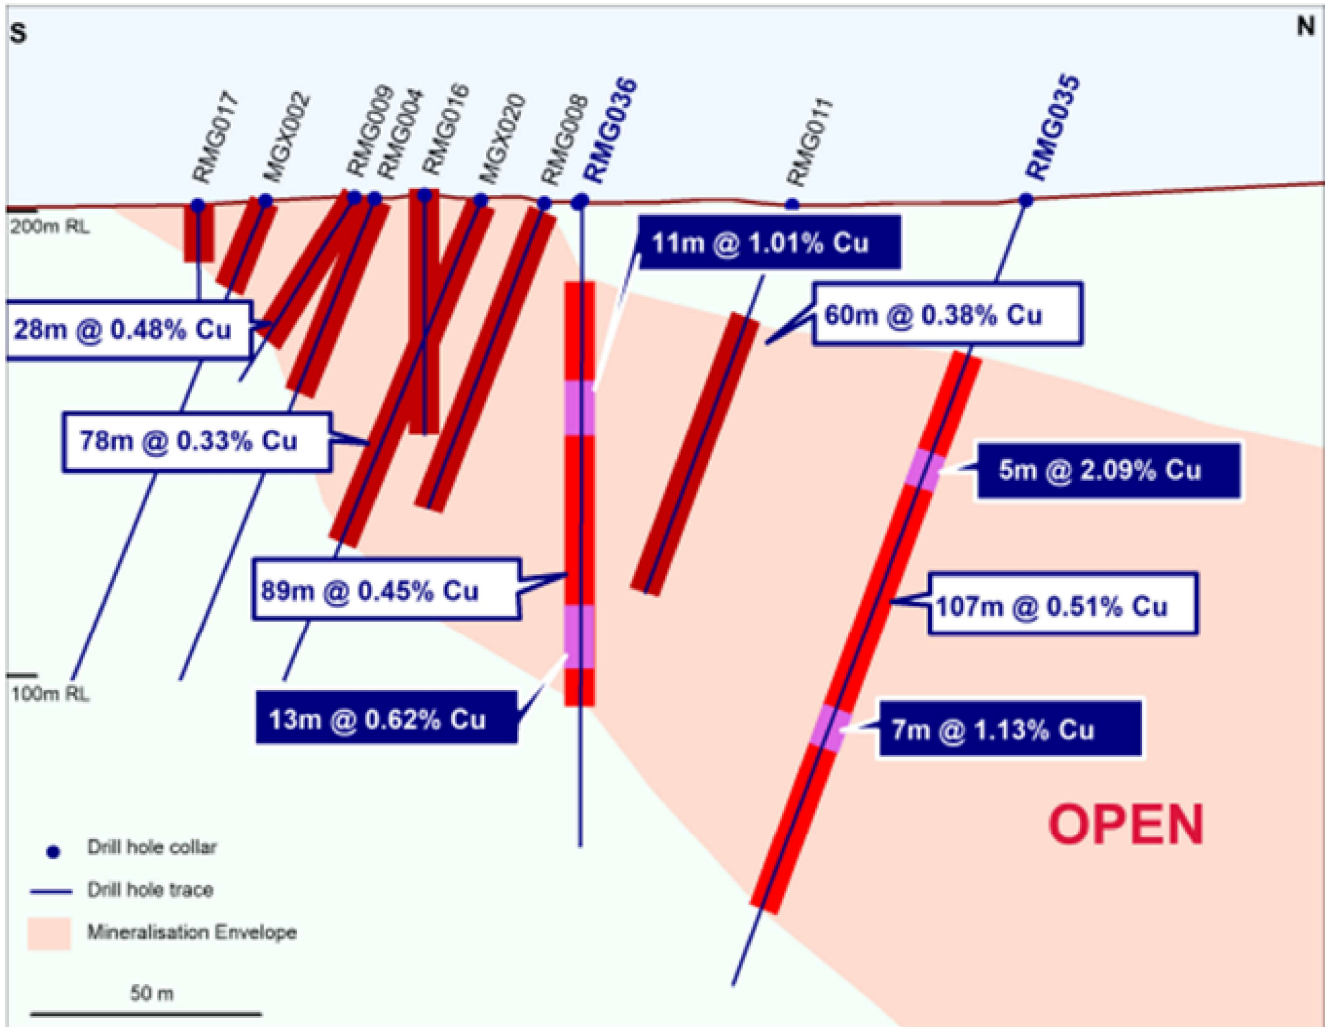 S
N
RMG017
MGX002
RMG009
RMG004
RMG016
MGX020
RMG008
RMG036
RMG011
RMG035
200m RL
11m @ 1.01% Cu
28m @ 0.48% Cu
60m @ 0.38% Cu
78m @ 0.33% Cu
5m @ 2.09% Cu
89m @ 0.45% Cu
107m @ 0.51% Cu
100m RL
13m @ 0.62% Cu
7m @ 1.13% Cu
OPEN
Drill hole collar
Drill hole trace
Mineralisation Envelope
50 m